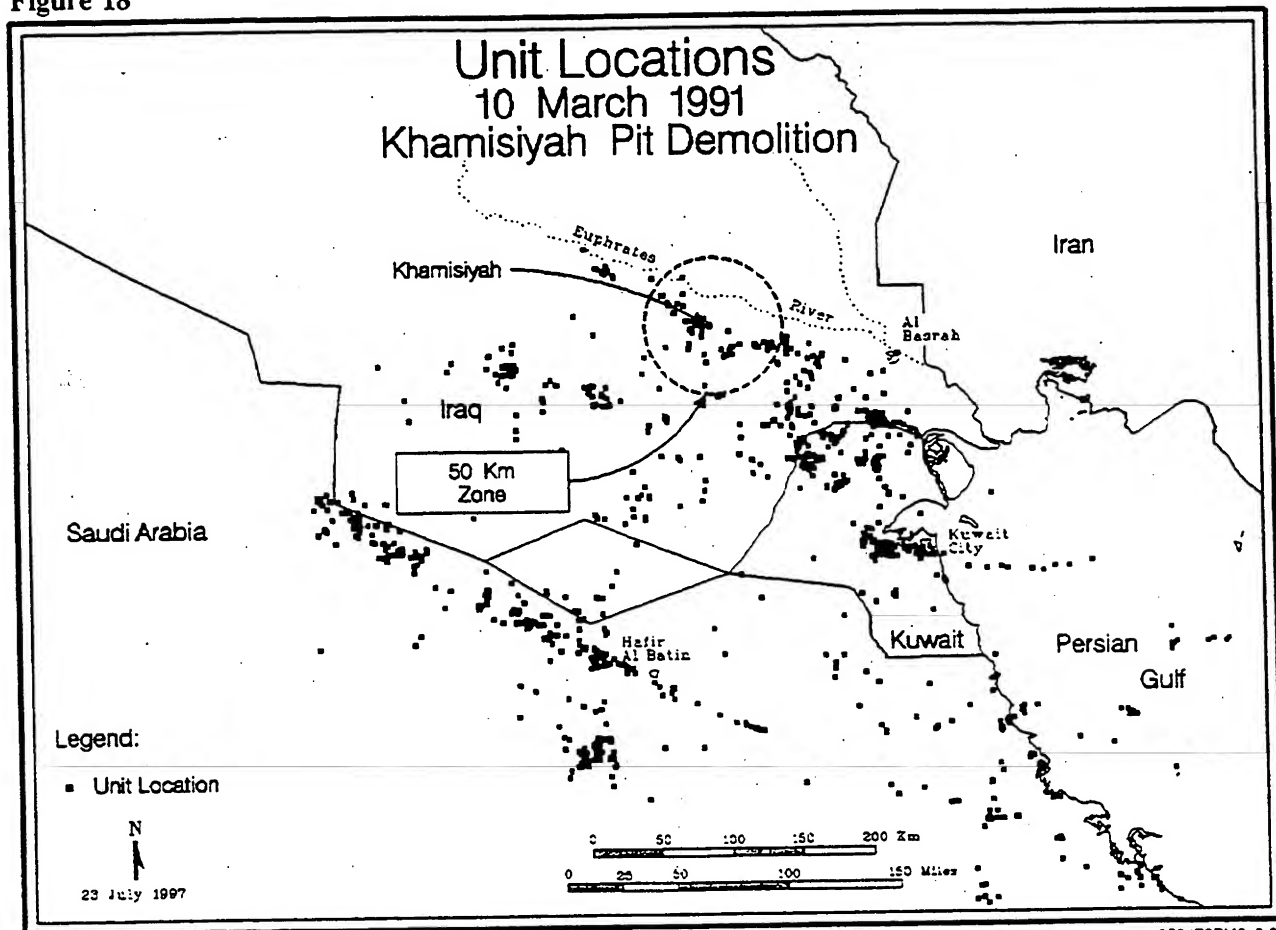 Figure 18
Unit Locations
10 March 1991
Khamisiyah Pit Demolition
Euphrates
River
Khamisiyah
Iran
Al
Basrah
Iraq
50 Km
Zone
Saudi Arabia
Kuwait
City
Hafir
Al Batin
Kuwait
Persian
Gulf
Legend:
Unit Location
N
23 July 1997
0 50 100 150 200 Km
0 25 50 100 150 Miles